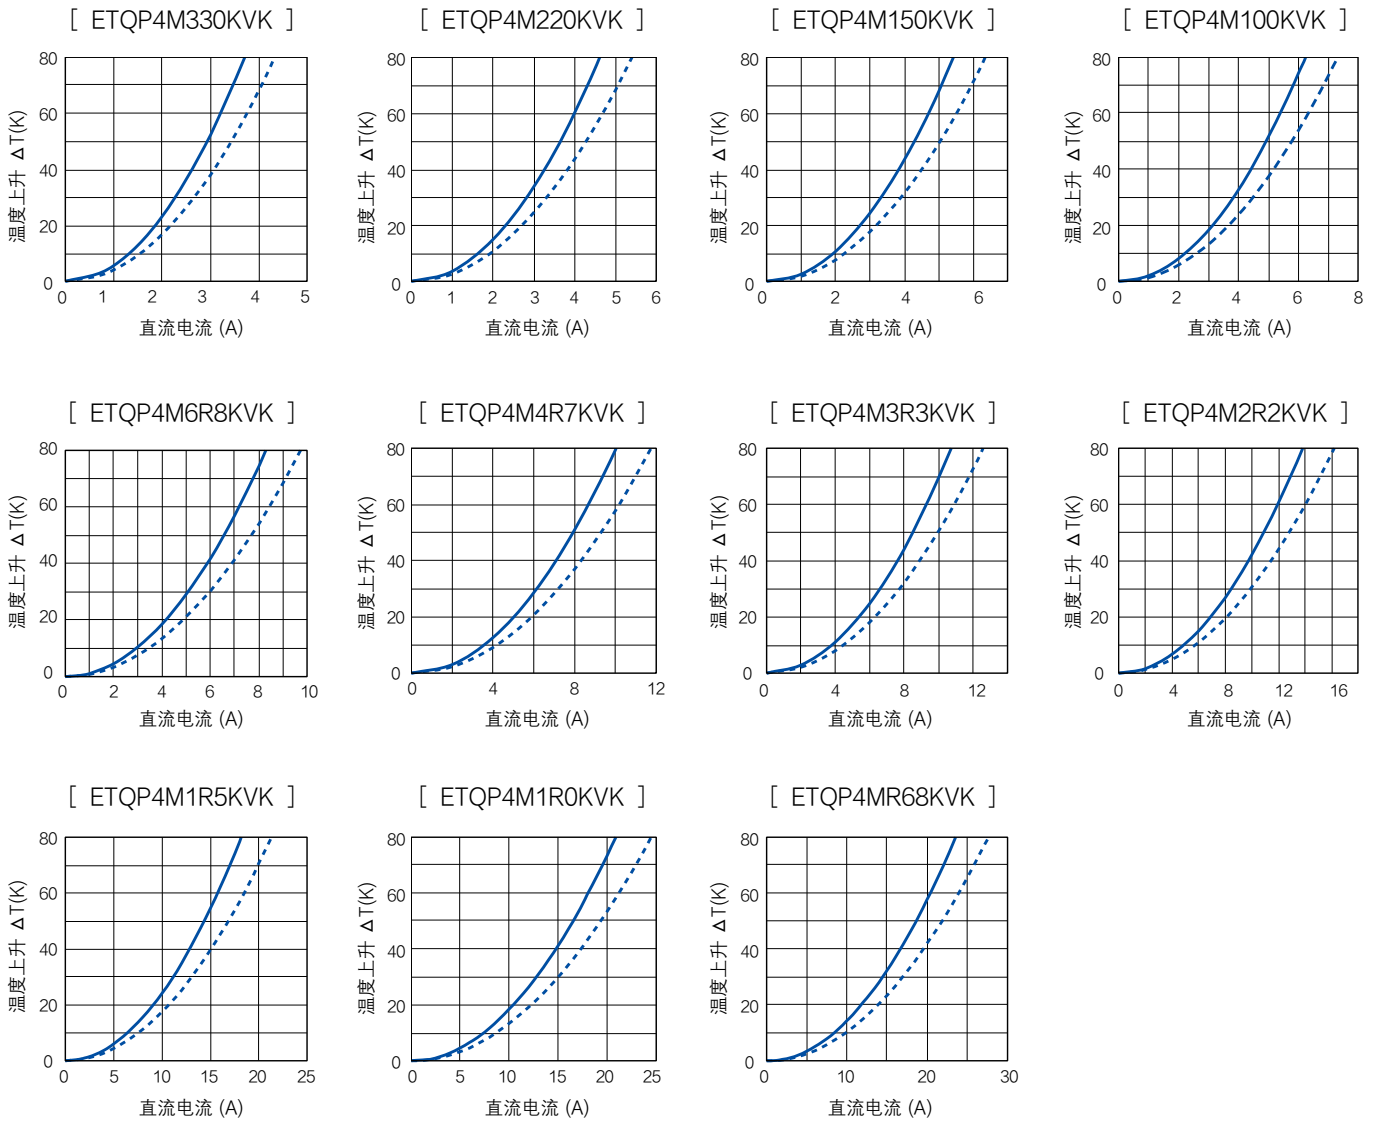 [ ETQP4M330KVK ] [ ETQP4M220KVK ] [ ETQP4M150KVK ] [ ETQP4M100KVK ]
温度上升 ΔT(K) 温度上升 ΔT(K) 温度上升 ΔT(K) 温度上升 ΔT(K)
80 80 80 80
60 60 60 60
40 40 40 40
20 20 20 20
0 0 0 0
0 1 2 3 4 5 0 1 2 3 4 5 6 0 2 4 6 0 2 4 6 8
直流电流 (A) 直流电流 (A) 直流电流 (A) 直流电流 (A)
[ ETQP4M6R8KVK ] [ ETQP4M4R7KVK ] [ ETQP4M3R3KVK ] [ ETQP4M2R2KVK ]
温度上升 ΔT(K) 温度上升 ΔT(K) 温度上升 ΔT(K) 温度上升 ΔT(K)
80 80 80 80
60 60 60 60
40 40 40 40
20 20 20 20
0 0 0 0
0 2 4 6 8 10 0 4 8 12 0 4 8 12 0 4 8 12 16
直流电流 (A) 直流电流 (A) 直流电流 (A) 直流电流 (A)
[ ETQP4M1R5KVK ] [ ETQP4M1R0KVK ] [ ETQP4MR68KVK ]
温度上升 ΔT(K) 温度上升 ΔT(K) 温度上升 ΔT(K)
80 80 80
60 60 60
40 40 40
20 20 20
0 0 0
0 5 10 15 20 25 0 5 10 15 20 25 0 10 20 30
直流电流 (A) 直流电流 (A) 直流电流 (A)